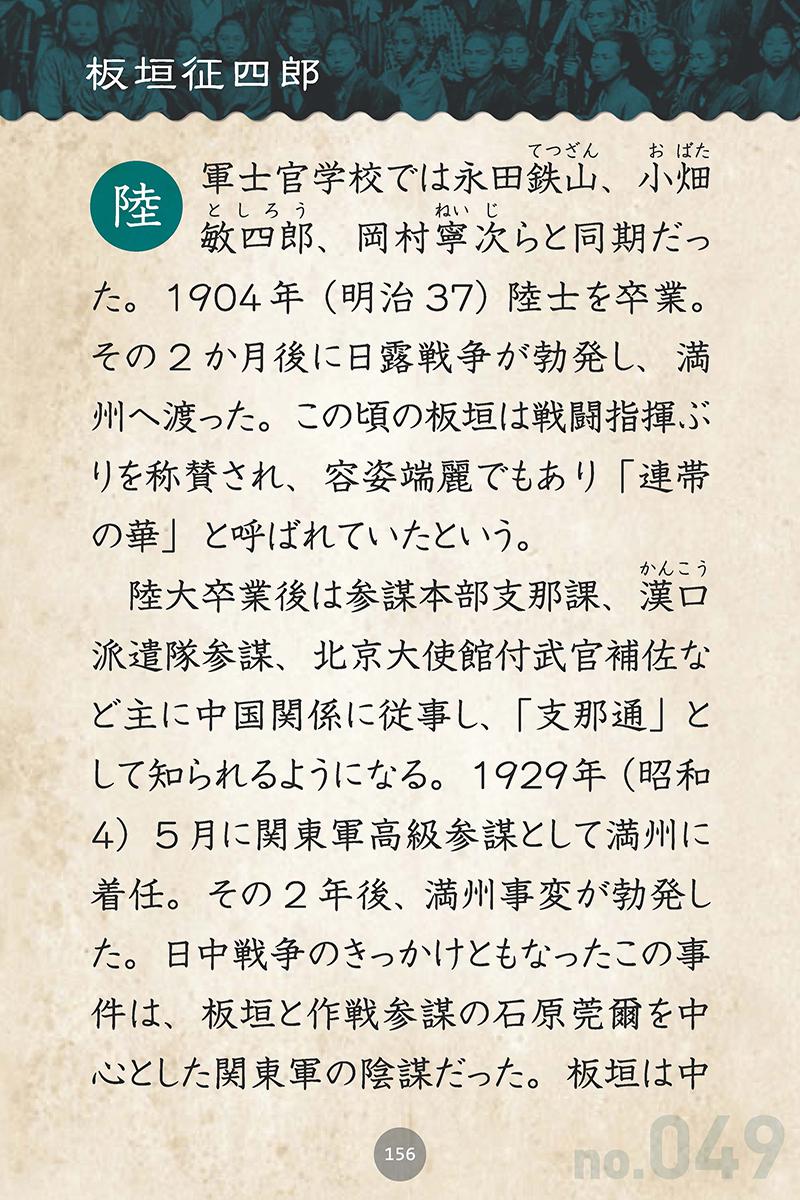 板垣征四郎
陸軍士官学校では永田鉄山、小畑
てつざん おばた
敏四郎、岡村寧次らと同期だっ
としろう ねいじ
た。1904年（明治37）陸士を卒業。
その2か月後に日露戦争が勃発し、満
州へ渡った。この頃の板垣は戦闘指揮ぶ
りを称賛され、容姿端麗でもあり「連帯
の華」と呼ばれていたという。
陸大卒業後は参謀本部支那課、漢口
かんこう
派遣隊参謀、北京大使館付武官補佐な
ど主に中国関係に従事し、「支那通」と
して知られるようになる。1929年（昭和
4）5月に関東軍高級参謀として満州に
着任。その2年後、満州事変が勃発し
た。日中戦争のきっかけともなったこの事
件は、板垣と作戦参謀の石原莞爾を中
心とした関東軍の陰謀だった。板垣は中
156
no.049